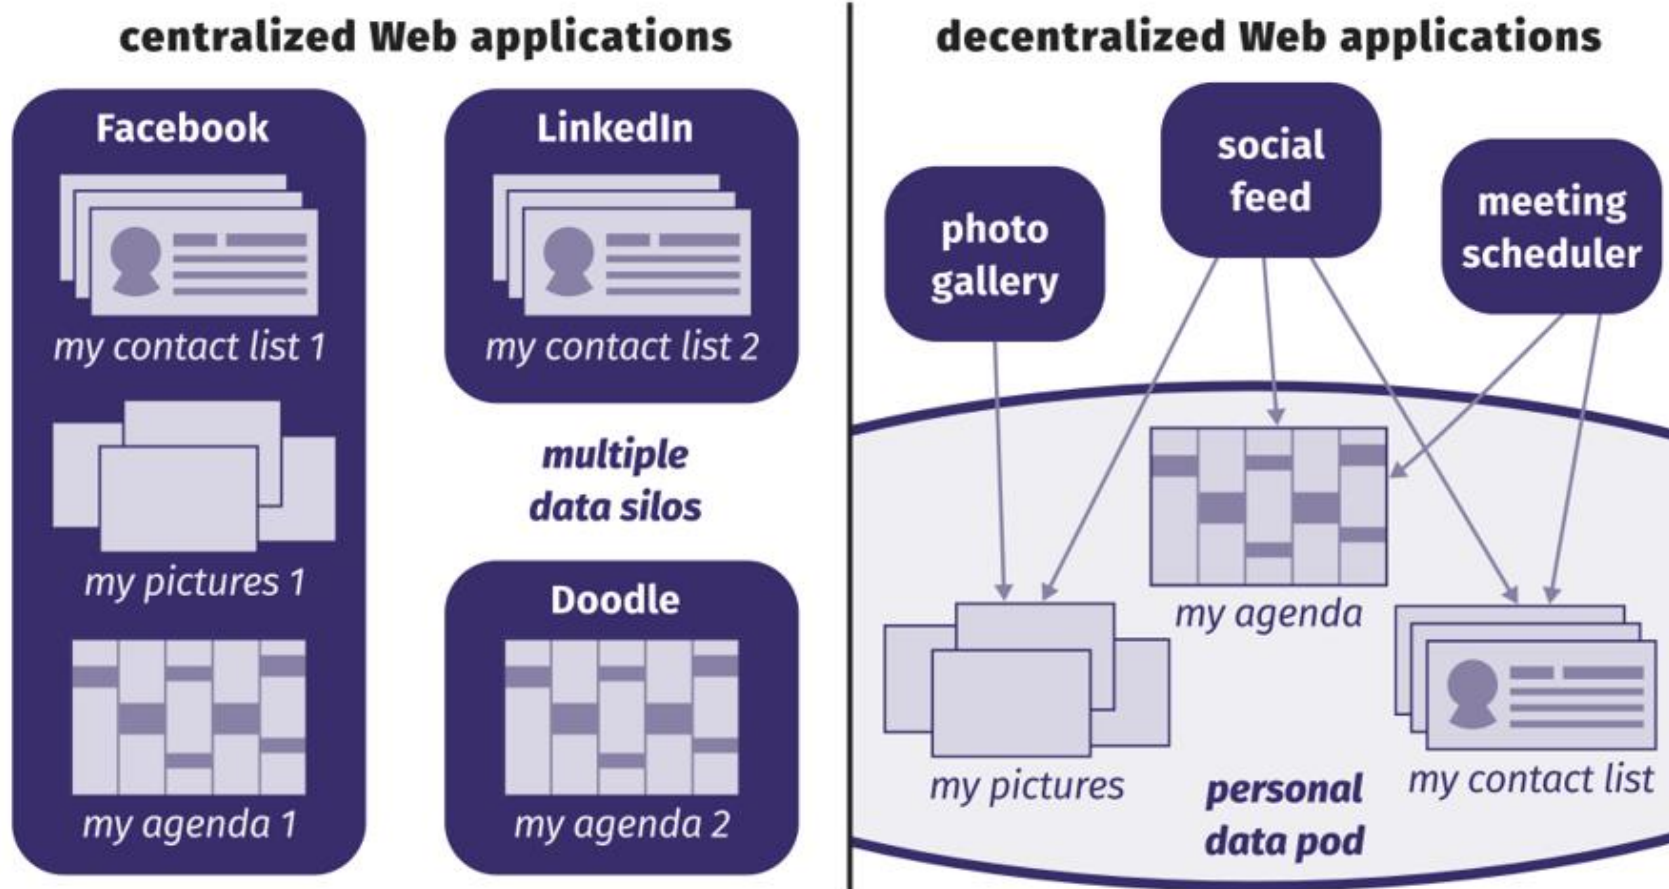 centralized Web applications
Facebook
my contact list 1
my pictures 1
my agenda 1
LinkedIn
my contact list 2
multiple
data silos
Doodle
my agenda 2
decentralized Web applications
photo
gallery
social
feed
meeting
scheduler
my agenda
my pictures
my contact list
personal
data pod